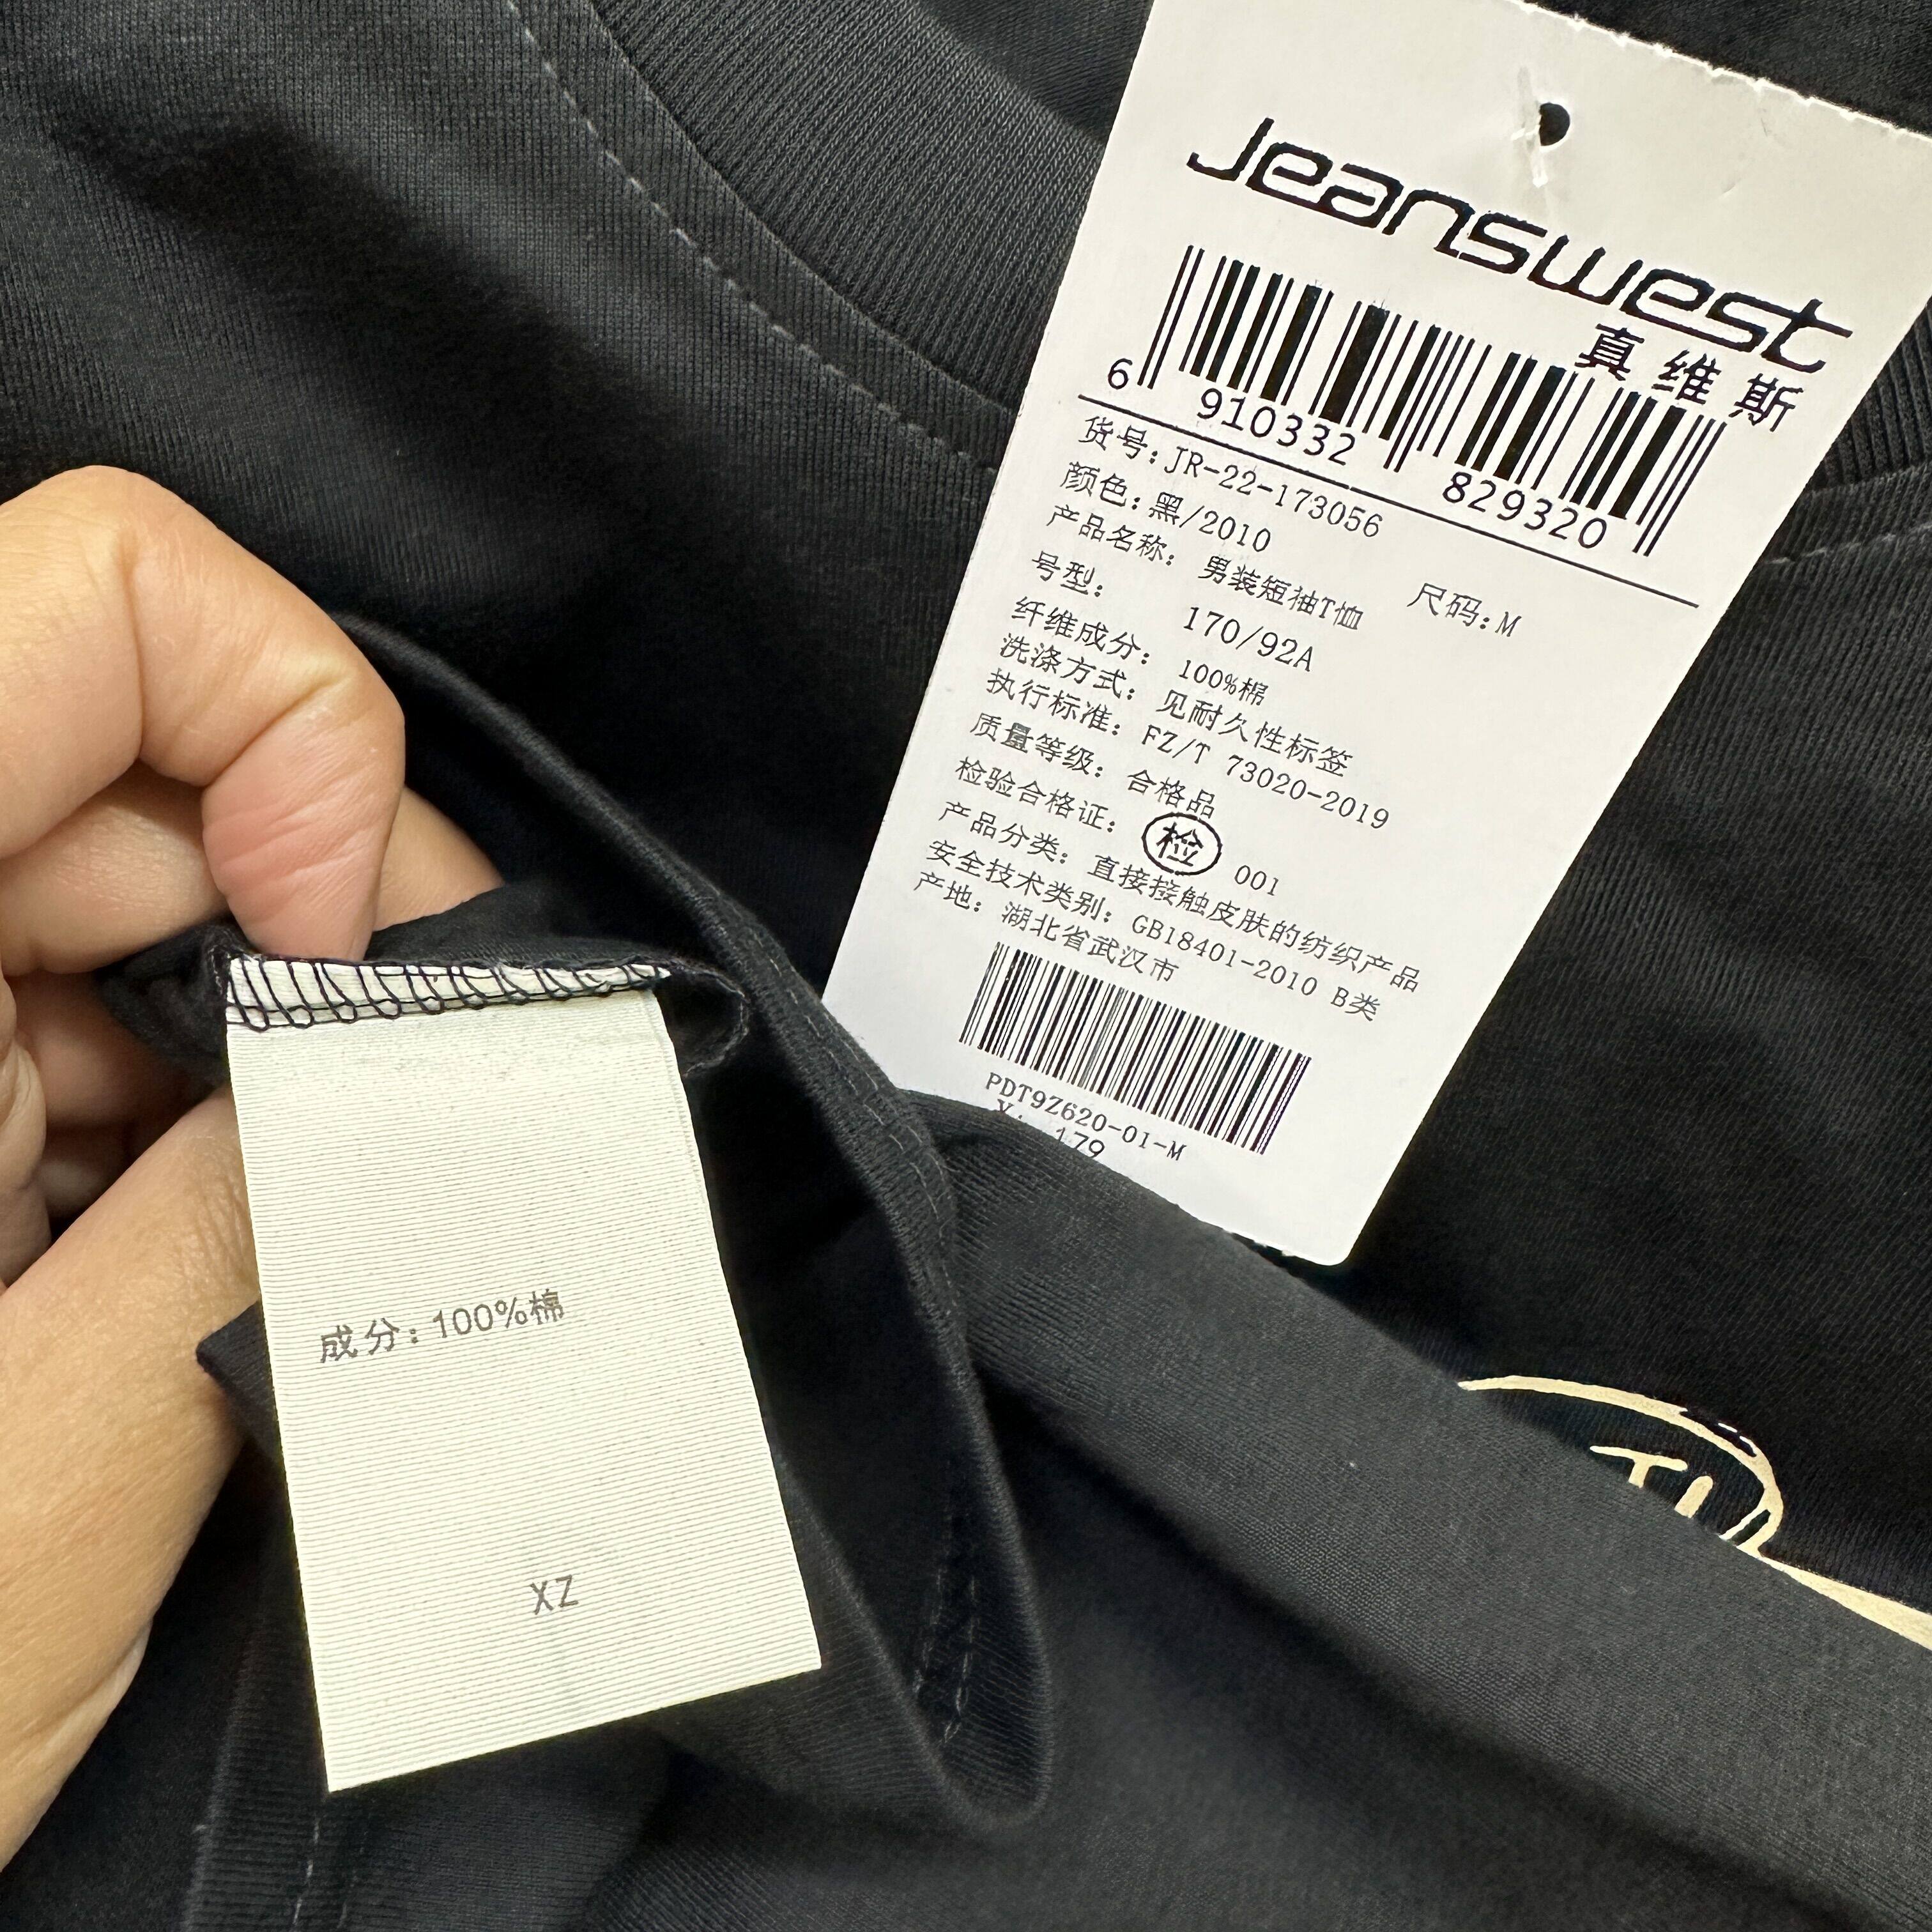 Jeanswest
真维斯
6 910332 829320
货号:JR-22-173056
颜色:黑/2010 尺码:M
产品名称: 男装短袖T恤
号型: 170/92A
纤维成分: 100%棉
洗涤方式: 见耐久性标签
执行标准: FZ/T 73020-2019
质量等级: 合格品
检验合格证: 检 001
产品分类: 直接接触皮肤的纺织产品
安全技术类别: GB18401-2010 B类
产地: 湖北省武汉市
PDT9Z620-01-M
179
成分:100%棉
XZ